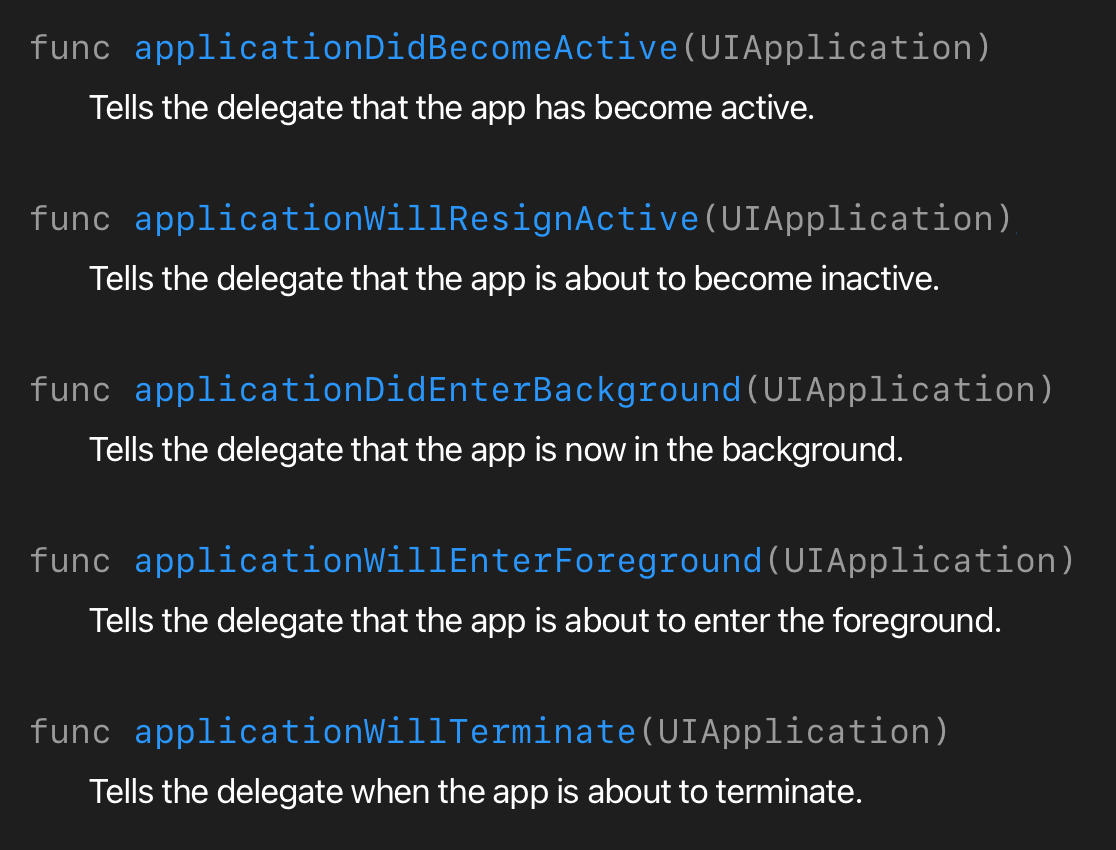 func applicationDidBecomeActive(UIApplication)
Tells the delegate that the app has become active.
func applicationWillResignActive(UIApplication)
Tells the delegate that the app is about to become inactive.
func applicationDidEnterBackground(UIApplication)
Tells the delegate that the app is now in the background.
func applicationWillEnterForeground(UIApplication)
Tells the delegate that the app is about to enter the foreground.
func applicationWillTerminate(UIApplication)
Tells the delegate when the app is about to terminate.